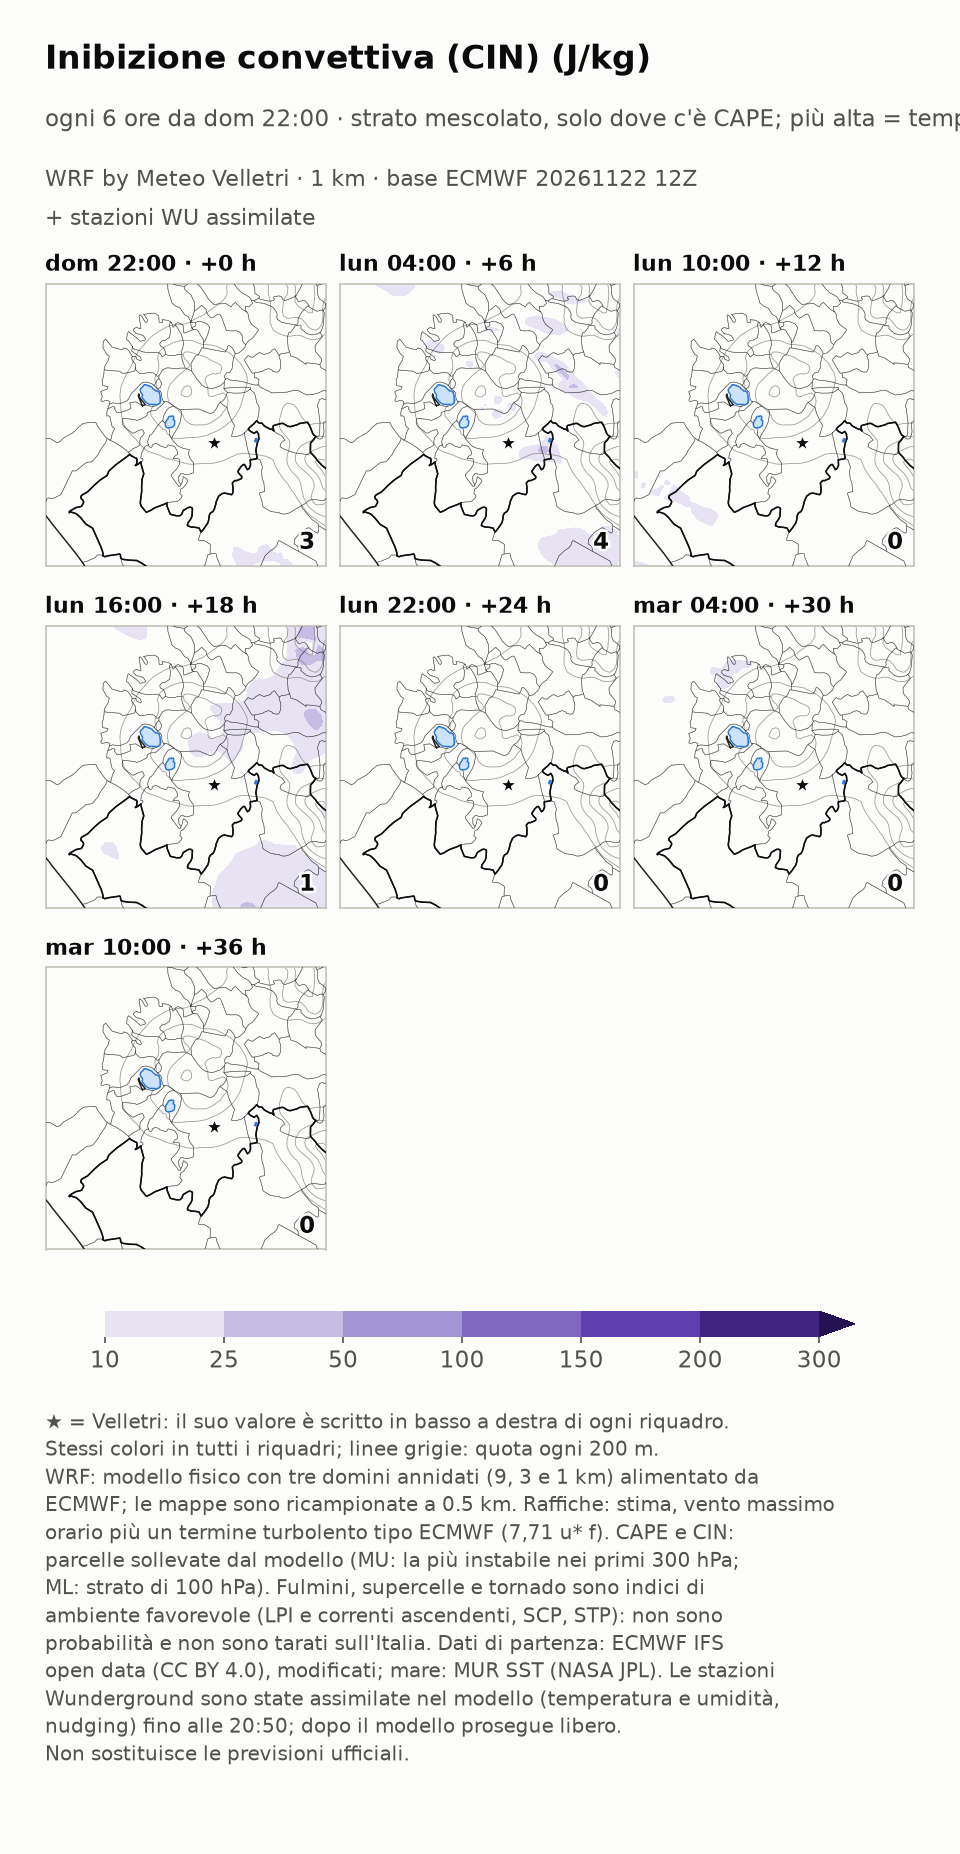 Inibizione convettiva (CIN) (J/kg)
ogni 6 ore da dom 22:00 · strato mescolato, solo dove c'è CAPE; più alta =
WRF by Meteo Velletri · 1 km · base ECMWF 20261122 12Z
+ stazioni WU assimilate
dom 22:00 · +0 h
lun 04:00 · +6 h
lun 10:00 · +12 h
3
4
0
lun 16:00 · +18 h
lun 22:00 · +24 h
mar 04:00 · +30 h
1
0
0
mar 10:00 · +36 h
0
10 25 50 100 150 200 300
★ = Velletri: il suo valore è scritto in basso a destra di ogni riquadro.
Stessi colori in tutti i riquadri; linee grigie: quota ogni 200 m.
WRF: modello fisico con tre domini annidati (9, 3 e 1 km) alimentato da
ECMWF; le mappe sono ricampionate a 0.5 km. Raffiche: stima, vento massimo
orario più un termine turbolento tipo ECMWF (7,71 u* f). CAPE e CIN:
parcelle sollevate dal modello (MU: la più instabile nei primi 300 hPa;
ML: strato di 100 hPa). Fulmini, supercelle e tornado sono indici di
ambiente favorevole (LPI e correnti ascendenti, SCP, STP): non sono
probabilità e non sono tarati sull'Italia. Dati di partenza: ECMWF IFS
open data (CC BY 4.0), modificati; mare: MUR SST (NASA JPL). Le stazioni
Wunderground sono state assimilate nel modello (temperatura e umidità,
nudging) fino alle 20:50; dopo il modello prosegue libero.
Non sostituisce le previsioni ufficiali.